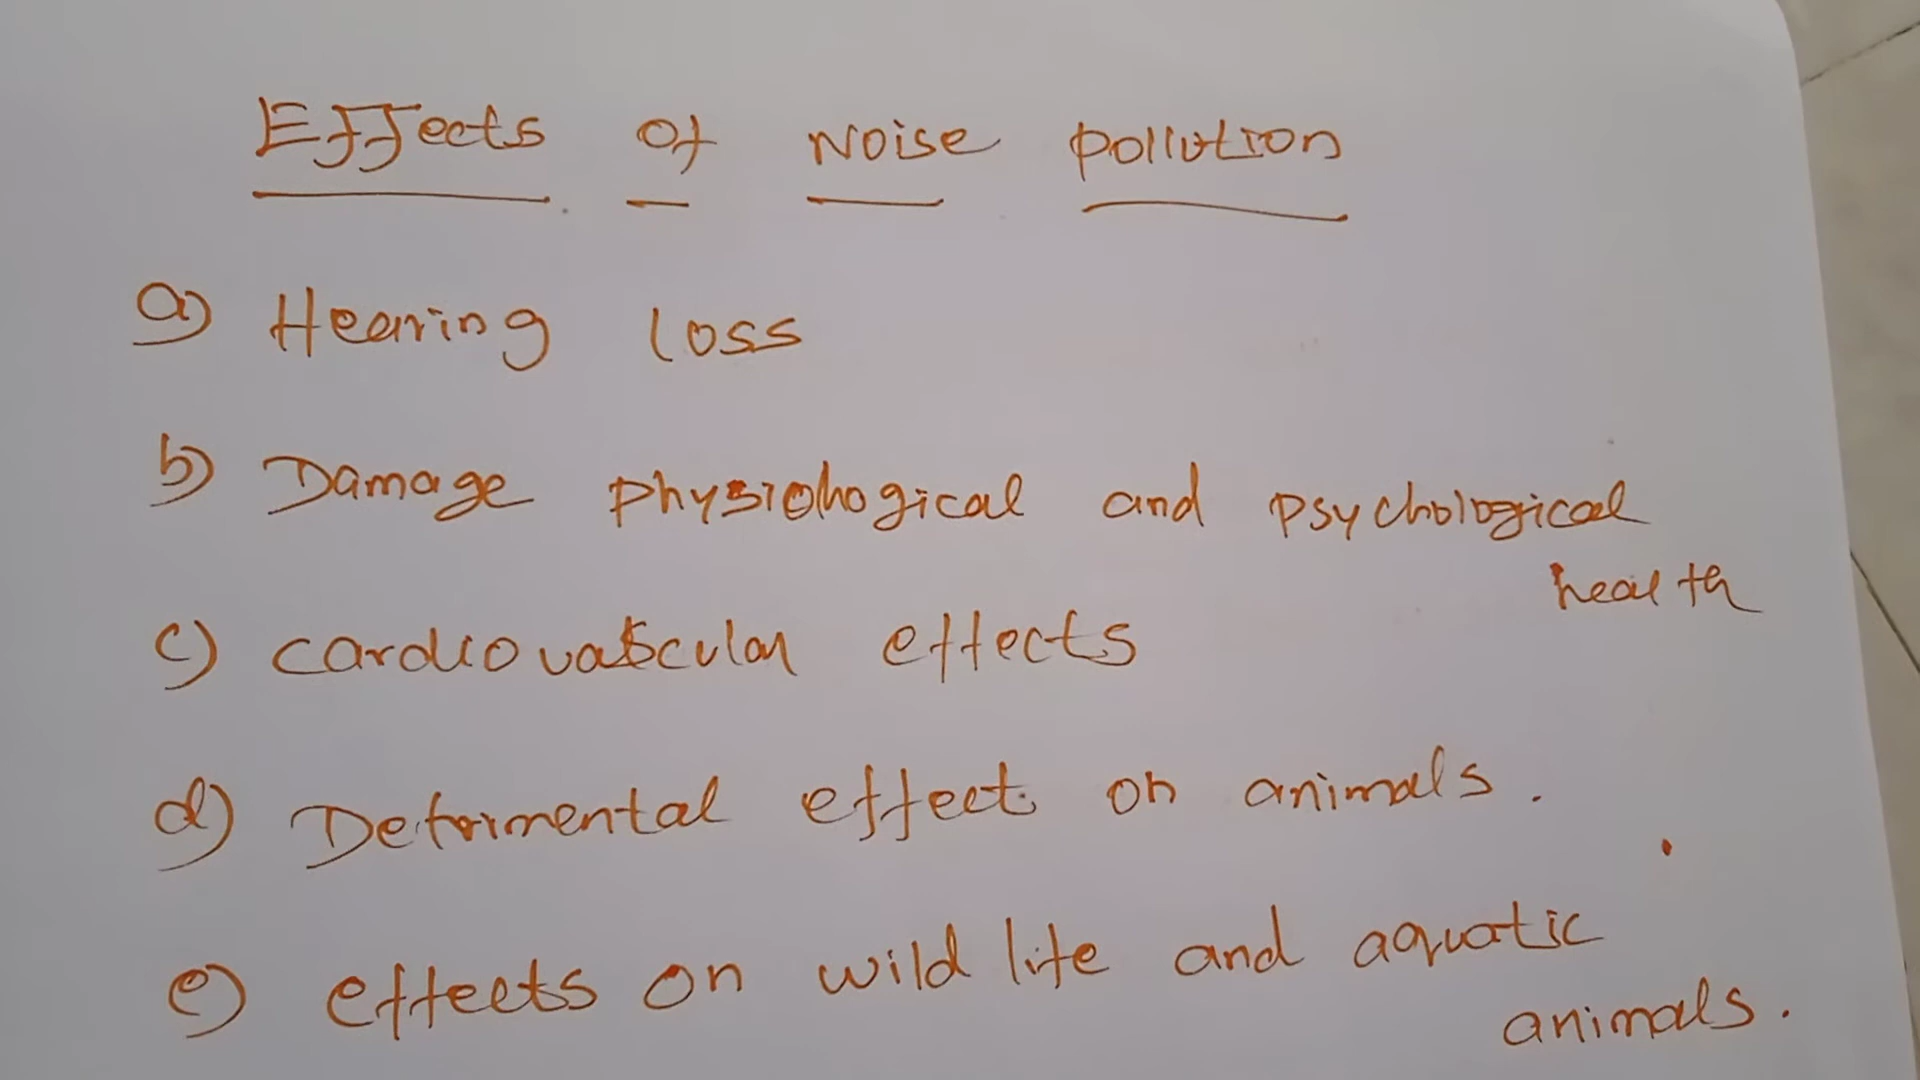 Effects of Noise pollution
a) Hearing loss
b) Damage physiological and psychological
health
c) cardiovascular effects
d) Detrimental effect on animals.
e) effects on wild life and aquatic
animals.